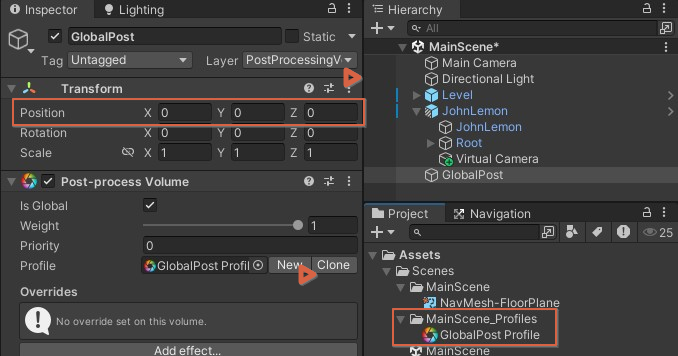 Inspector
Lighting
GlobalPost
Static
Tag Untagged Layer PostProcessingV
Transform
Position X 0 Y 0 Z 0
Rotation X 0 Y 0 Z 0
Scale X 1 Y 1 Z 1
Post-process Volume
Is Global
Weight 1
Priority 0
Profile GlobalPost Profil New Clone
Overrides
No override set on this volume.
Add effect...
Hierarchy
All
MainScene*
Main Camera
Directional Light
Level
JohnLemon
JohnLemon
Root
Virtual Camera
GlobalPost
Project
Navigation
25
Assets
Scenes
MainScene
NavMesh-FloorPlane
MainScene_Profiles
GlobalPost Profile
MainScene